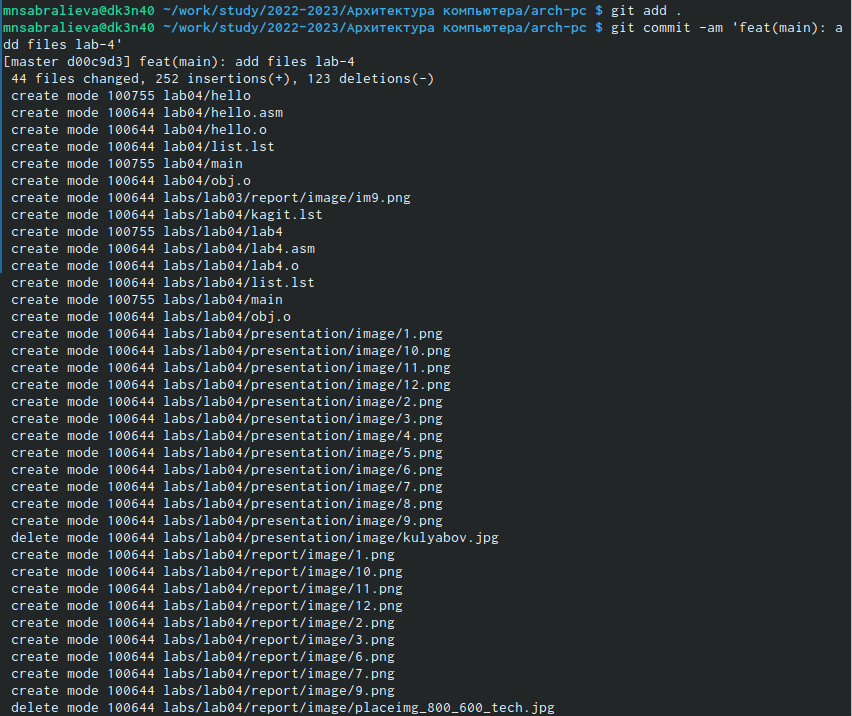 mnsabralieva@dk3n40 ~/work/study/2022-2023/Архитектура компьютера/arch-pc $ git add .
mnsabralieva@dk3n40 ~/work/study/2022-2023/Архитектура компьютера/arch-pc $ git commit -am 'feat(main): a
dd files lab-4'
[master d00c9d3] feat(main): add files lab-4
 44 files changed, 252 insertions(+), 123 deletions(-)
 create mode 100755 lab04/hello
 create mode 100644 lab04/hello.asm
 create mode 100644 lab04/hello.o
 create mode 100644 lab04/list.lst
 create mode 100755 lab04/main
 create mode 100644 lab04/obj.o
 create mode 100644 labs/lab03/report/image/im9.png
 create mode 100644 labs/lab04/kagit.lst
 create mode 100755 labs/lab04/lab4
 create mode 100644 labs/lab04/lab4.asm
 create mode 100644 labs/lab04/lab4.o
 create mode 100644 labs/lab04/list.lst
 create mode 100755 labs/lab04/main
 create mode 100644 labs/lab04/obj.o
 create mode 100644 labs/lab04/presentation/image/1.png
 create mode 100644 labs/lab04/presentation/image/10.png
 create mode 100644 labs/lab04/presentation/image/11.png
 create mode 100644 labs/lab04/presentation/image/12.png
 create mode 100644 labs/lab04/presentation/image/2.png
 create mode 100644 labs/lab04/presentation/image/3.png
 create mode 100644 labs/lab04/presentation/image/4.png
 create mode 100644 labs/lab04/presentation/image/5.png
 create mode 100644 labs/lab04/presentation/image/6.png
 create mode 100644 labs/lab04/presentation/image/7.png
 create mode 100644 labs/lab04/presentation/image/8.png
 create mode 100644 labs/lab04/presentation/image/9.png
 delete mode 100644 labs/lab04/presentation/image/kulyabov.jpg
 create mode 100644 labs/lab04/report/image/1.png
 create mode 100644 labs/lab04/report/image/10.png
 create mode 100644 labs/lab04/report/image/11.png
 create mode 100644 labs/lab04/report/image/12.png
 create mode 100644 labs/lab04/report/image/2.png
 create mode 100644 labs/lab04/report/image/3.png
 create mode 100644 labs/lab04/report/image/6.png
 create mode 100644 labs/lab04/report/image/7.png
 create mode 100644 labs/lab04/report/image/9.png
 delete mode 100644 labs/lab04/report/image/placeimg_800_600_tech.jpg